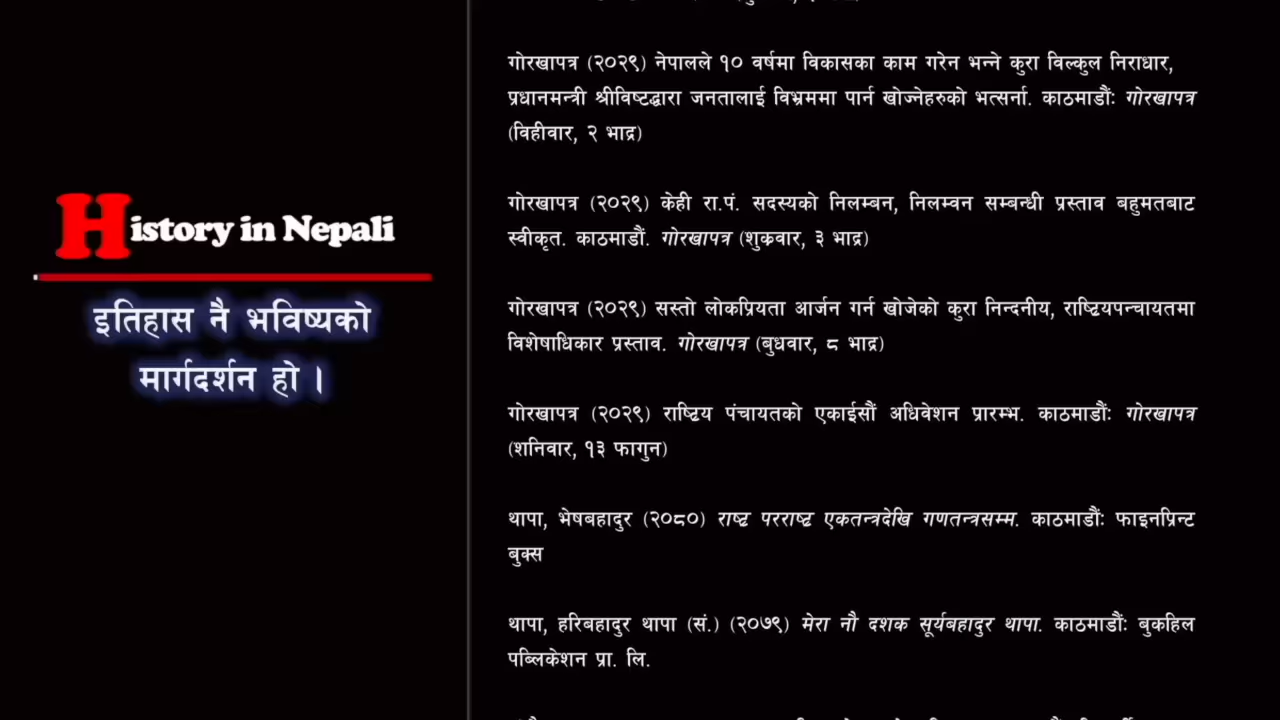 History in Nepali
इतिहास नै भविष्यको
मार्गदर्शन हो ।
गोरखापत्र (२०२९) नेपालले १० वर्षमा विकासका काम गरेन भन्ने कुरा विल्कुल निराधार,
प्रधानमन्त्री श्रीविष्टद्वारा जनतालाई विभ्रममा पार्न खोज्नेहरुको भत्सर्ना. काठमाडौंः गोरखापत्र
(विहीवार, २ भाद्र)
गोरखापत्र (२०२९) केही रा.पं. सदस्यको निलम्बन, निलम्वन सम्बन्धी प्रस्ताव बहुमतबाट
स्वीकृत. काठमाडौं. गोरखापत्र (शुकवार, ३ भाद्र)
गोरखापत्र (२०२९) सस्तो लोकप्रियता आर्जन गर्न खोजेको कुरा निन्दनीय, राष्टियपन्चायतमा
विशेषाधिकार प्रस्ताव. गोरखापत्र (बुधवार, ८ भाद्र)
गोरखापत्र (२०२९) राष्टिय पंचायतको एकाईसौं अधिवेशन प्रारम्भ. काठमाडौंः गोरखापत्र
(शनिवार, १३ फागुन)
थापा, भेषबहादुर (२०८०) राष्ट परराष्ट एकतन्त्रदेखि गणतन्त्रसम्म. काठमाडौंः फाइनप्रिन्ट
बुक्स
थापा, हरिबहादुर थापा (सं.) (२०७९) मेरा नौ दशक सूर्यबहादुर थापा. काठमाडौंः बुकहिल
पब्लिकेशन प्रा. लि.